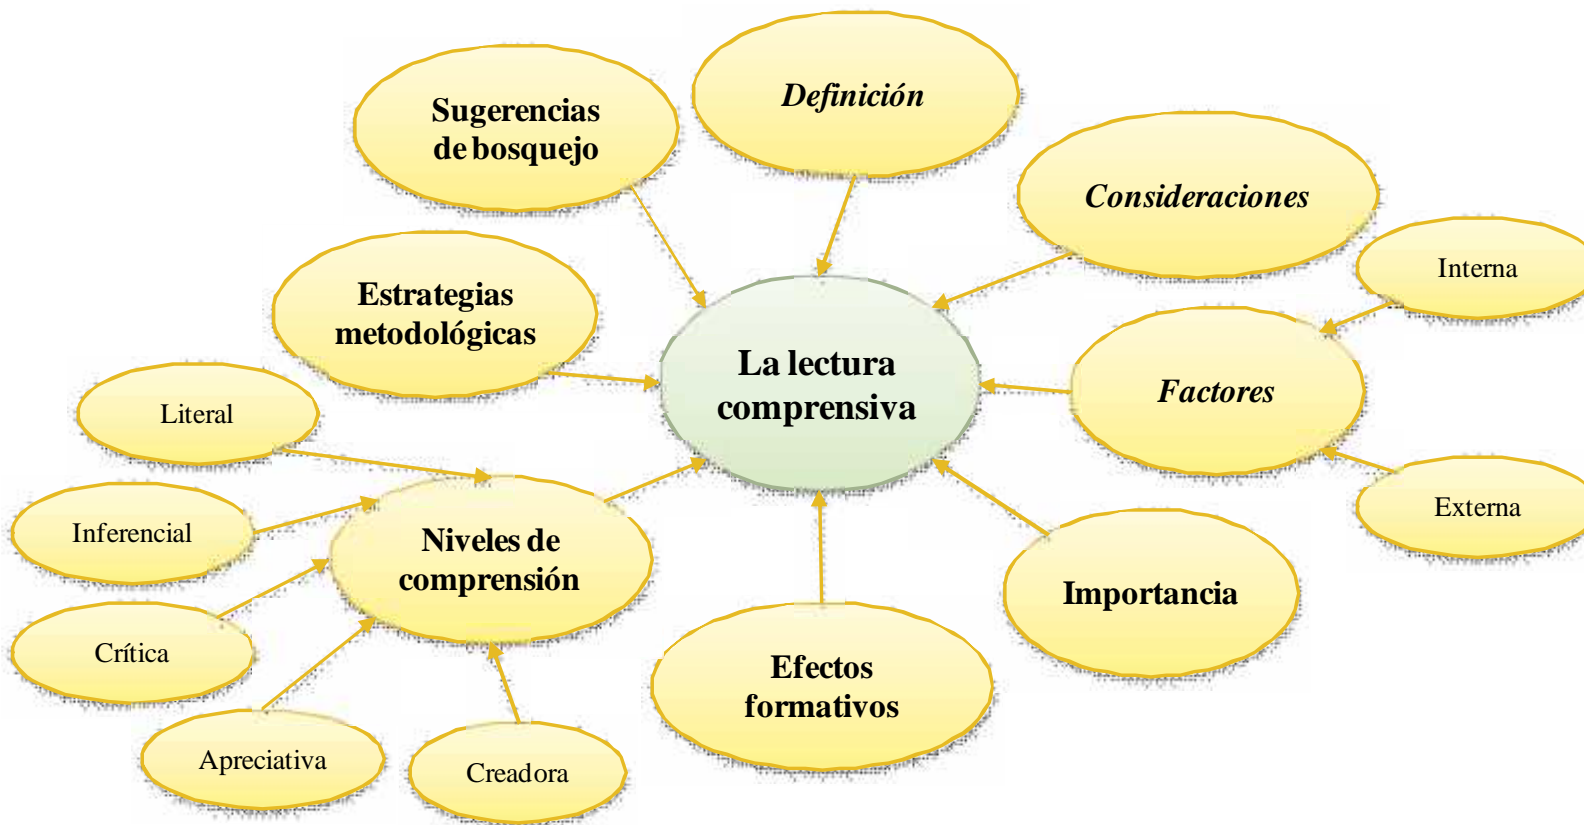 Definición
Sugerencias
de bosquejo
Consideraciones
Interna
Estrategias
metodológicas
La lectura
comprensiva
Factores
Literal
Externa
Inferencial
Niveles de
comprensión
Importancia
Crítica
Efectos
formativos
Apreciativa
Creadora